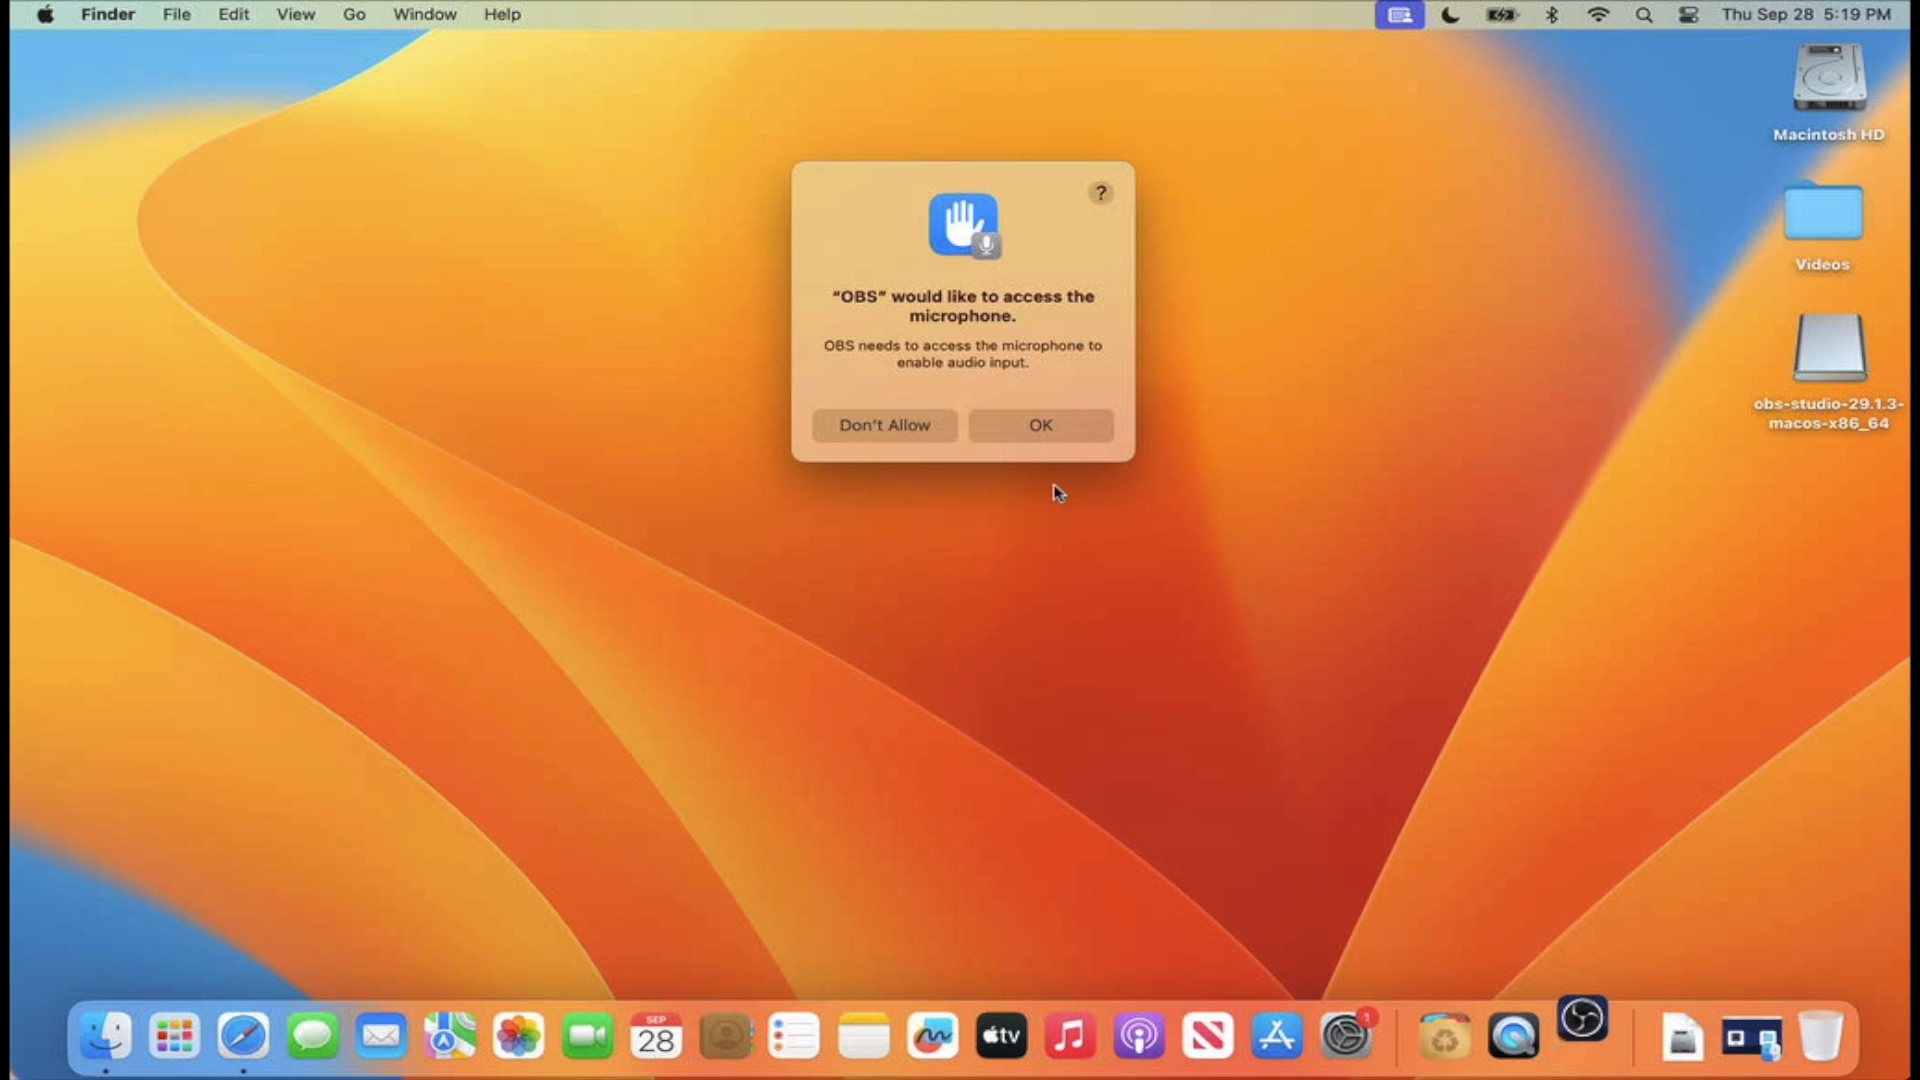 Finder File Edit View Go Window Help Thu Sep 28 5:19 PM
Macintosh HD
Videos
obs-studio-29.1.3-
macos-x86_64
?
“OBS” would like to access the
microphone.
OBS needs to access the microphone to
enable audio input.
Don't Allow OK
SEP
28
tv
1